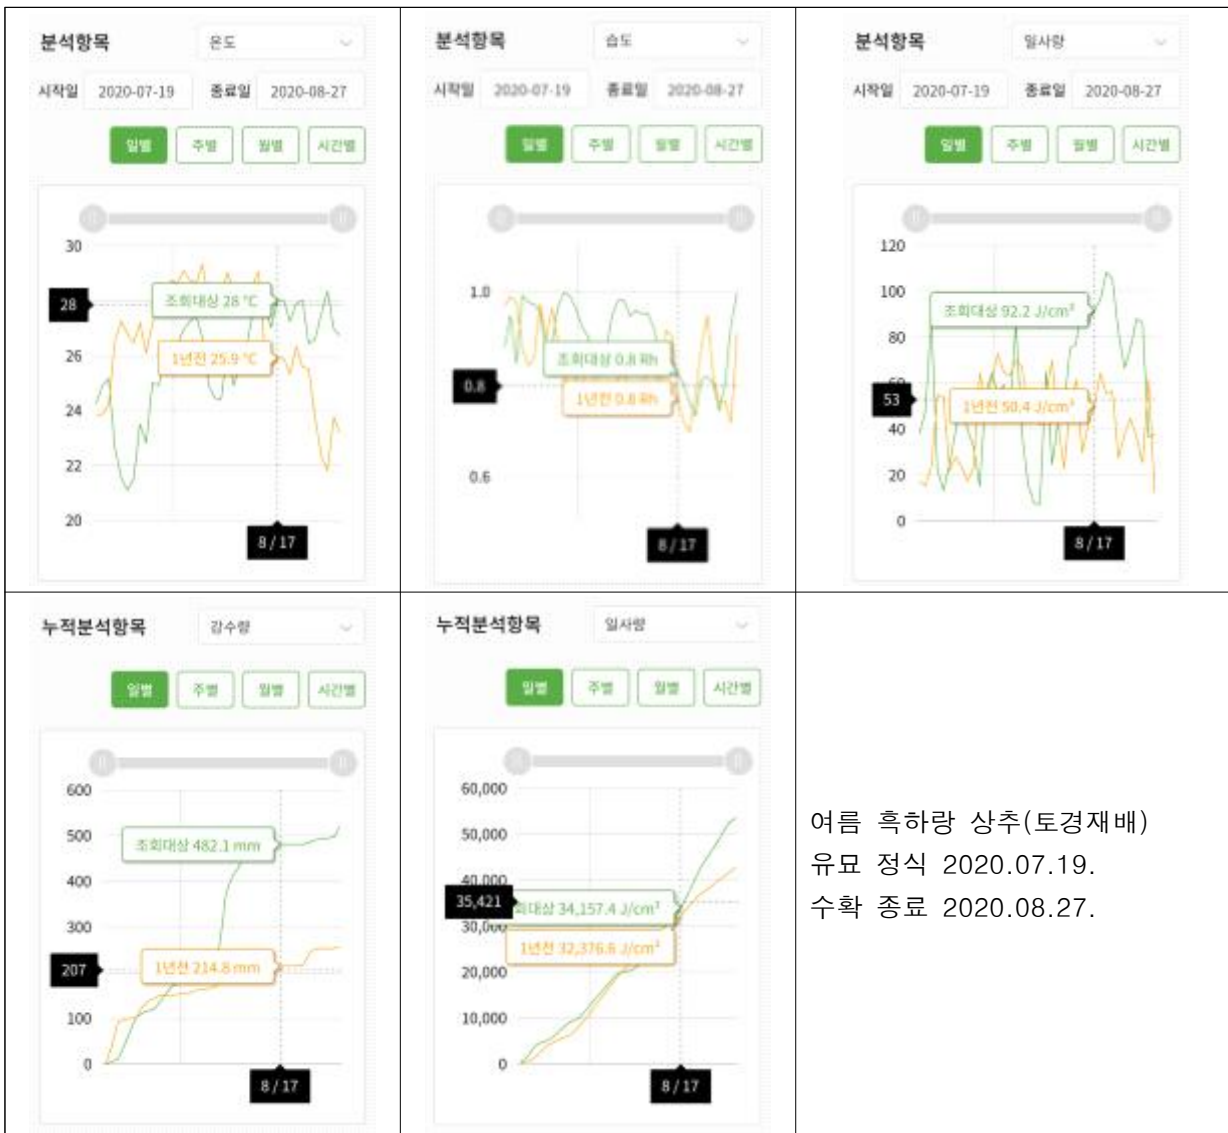 분석항목 온도
시작일 2020-07-19 종료일 2020-08-27
일별 주별 월별 시간별
30
28
26
24
22
20
조회대상 28 °C
1년전 25.9 °C
8 / 17
분석항목 습도
시작일 2020-07-19 종료일 2020-08-27
일별 주별 월별 시간별
1.0
0.8
0.6
조회대상 0.8 Rh
1년전 0.8 Rh
8 / 17
분석항목 일사량
시작일 2020-07-19 종료일 2020-08-27
일별 주별 월별 시간별
120
100
80
60
53
40
20
0
조회대상 92.2 J/cm²
1년전 50.4 J/cm²
8 / 17
누적분석항목 강수량
일별 주별 월별 시간별
600
500
400
300
207
100
0
조회대상 482.1 mm
1년전 214.8 mm
8 / 17
누적분석항목 일사량
일별 주별 월별 시간별
60,000
50,000
40,000
35,421
30,000
20,000
10,000
0
회대상 34,157.4 J/cm²
1년전 32,376.6 J/cm²
8 / 17
여름 흑하랑 상추(토경재배)
유묘 정식 2020.07.19.
수확 종료 2020.08.27.